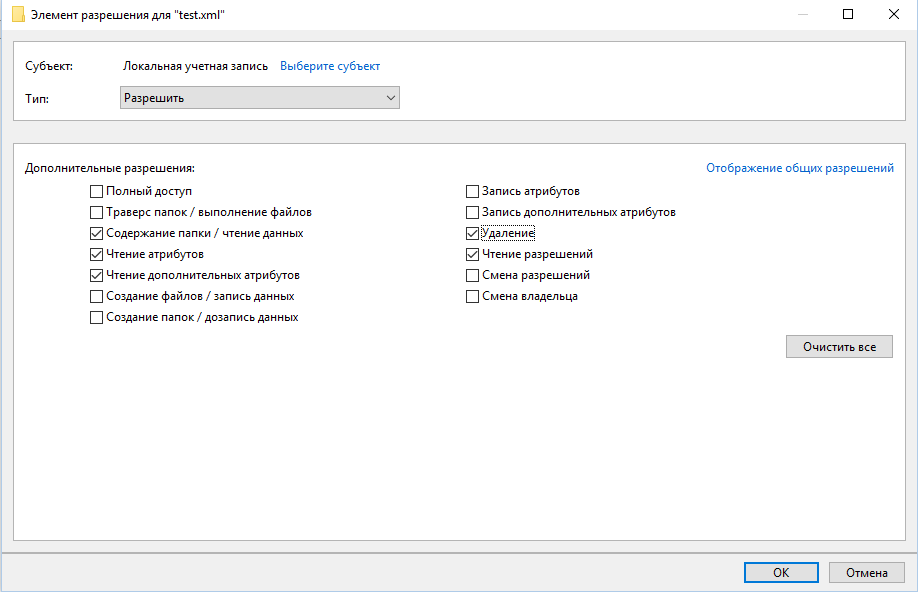 Элемент разрешения для "test.xml"
Субъект: Локальная учетная запись Выберите субъект
Тип: Разрешить
Дополнительные разрешения: Отображение общих разрешений
Полный доступ Запись атрибутов
Траверс папок / выполнение файлов Запись дополнительных атрибутов
Содержание папки / чтение данных Удаление
Чтение атрибутов Чтение разрешений
Чтение дополнительных атрибутов Смена разрешений
Создание файлов / запись данных Смена владельца
Создание папок / дозапись данных
Очистить все
OK Отмена